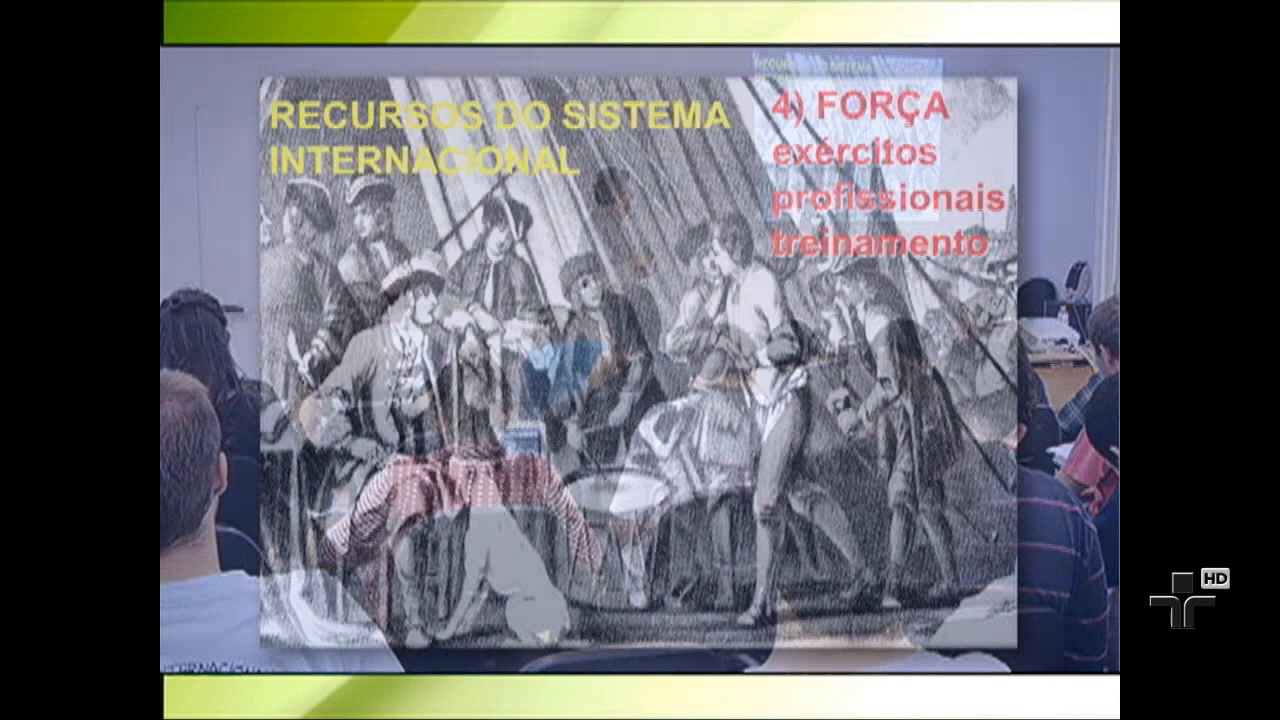 RECURSOS DO SISTEMA
INTERNACIONAL
4) FORÇA
exércitos
profissionais
treinamento
HD